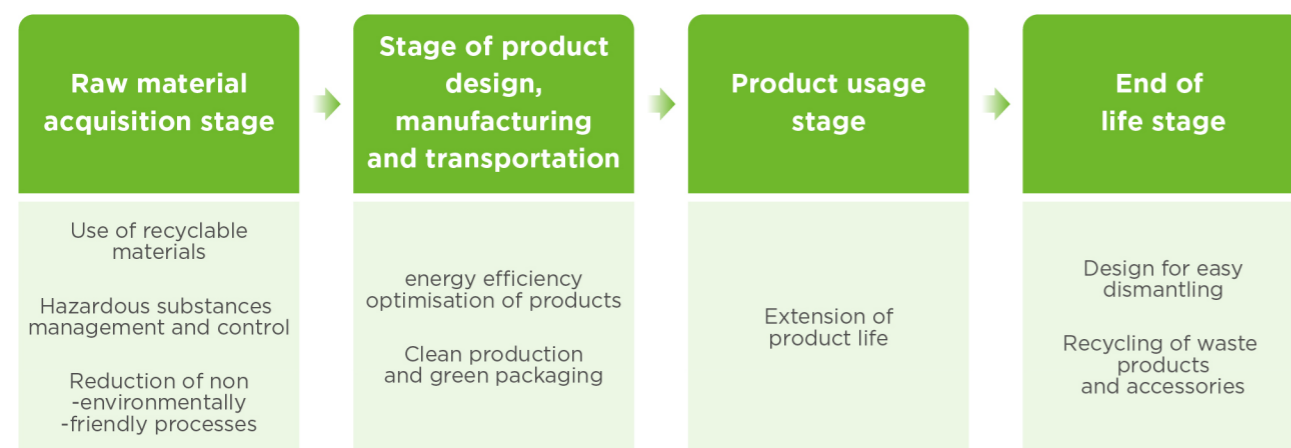 Raw material
acquisition stage
Stage of product
design,
manufacturing
and transportation
Product usage
stage
End of
life stage
Use of recyclable
materials
Hazardous substances
management and control
Reduction of non
-environmentally
-friendly processes
energy efficiency
optimisation of products
Clean production
and green packaging
Extension of
product life
Design for easy
dismantling
Recycling of waste
products
and accessories